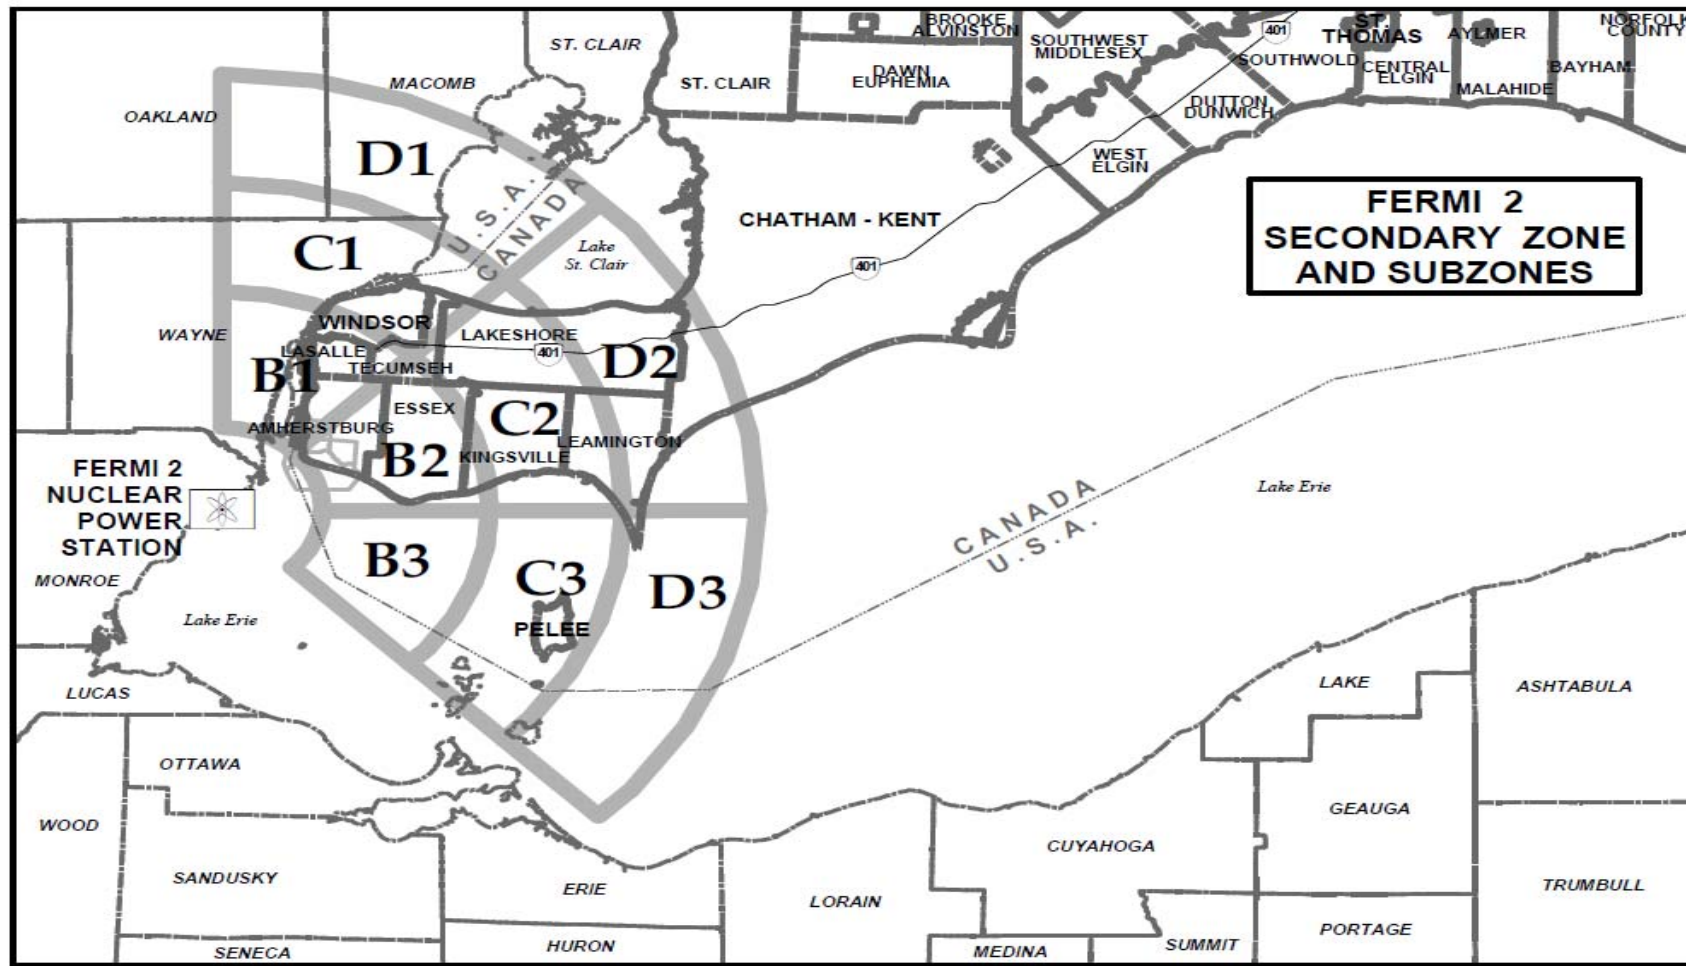 ST. CLAIR
MACOMB
OAKLAND
ST. CLAIR
BROOKE
ALVINSTON
DAWN
EUPHEMIA
SOUTHWEST
MIDDLESEX
401
ST.
THOMAS
AYLMER
NORFOLK
COUNTY
SOUTHWOLD
CENTRAL
ELGIN
BAYHAM
MALAHIDE
DUTTON
DUNWICH
WEST
ELGIN
D1
U.S.A.
CANADA
CHATHAM - KENT
FERMI 2
SECONDARY ZONE
AND SUBZONES
C1
Lake
St. Clair
401
WAYNE
WINDSOR
LAKESHORE
LASALLE
401
TECUMSEH
B1
D2
ESSEX
AMHERSTBURG
C2
LEAMINGTON
B2
KINGSVILLE
FERMI 2
NUCLEAR
POWER
STATION
MONROE
Lake Erie
CANADA
U.S.A.
Lake Erie
B3
C3
D3
PELEE
LUCAS
LAKE
ASHTABULA
OTTAWA
WOOD
GEAUGA
CUYAHOGA
SANDUSKY
ERIE
LORAIN
TRUMBULL
SENECA
HURON
MEDINA
SUMMIT
PORTAGE